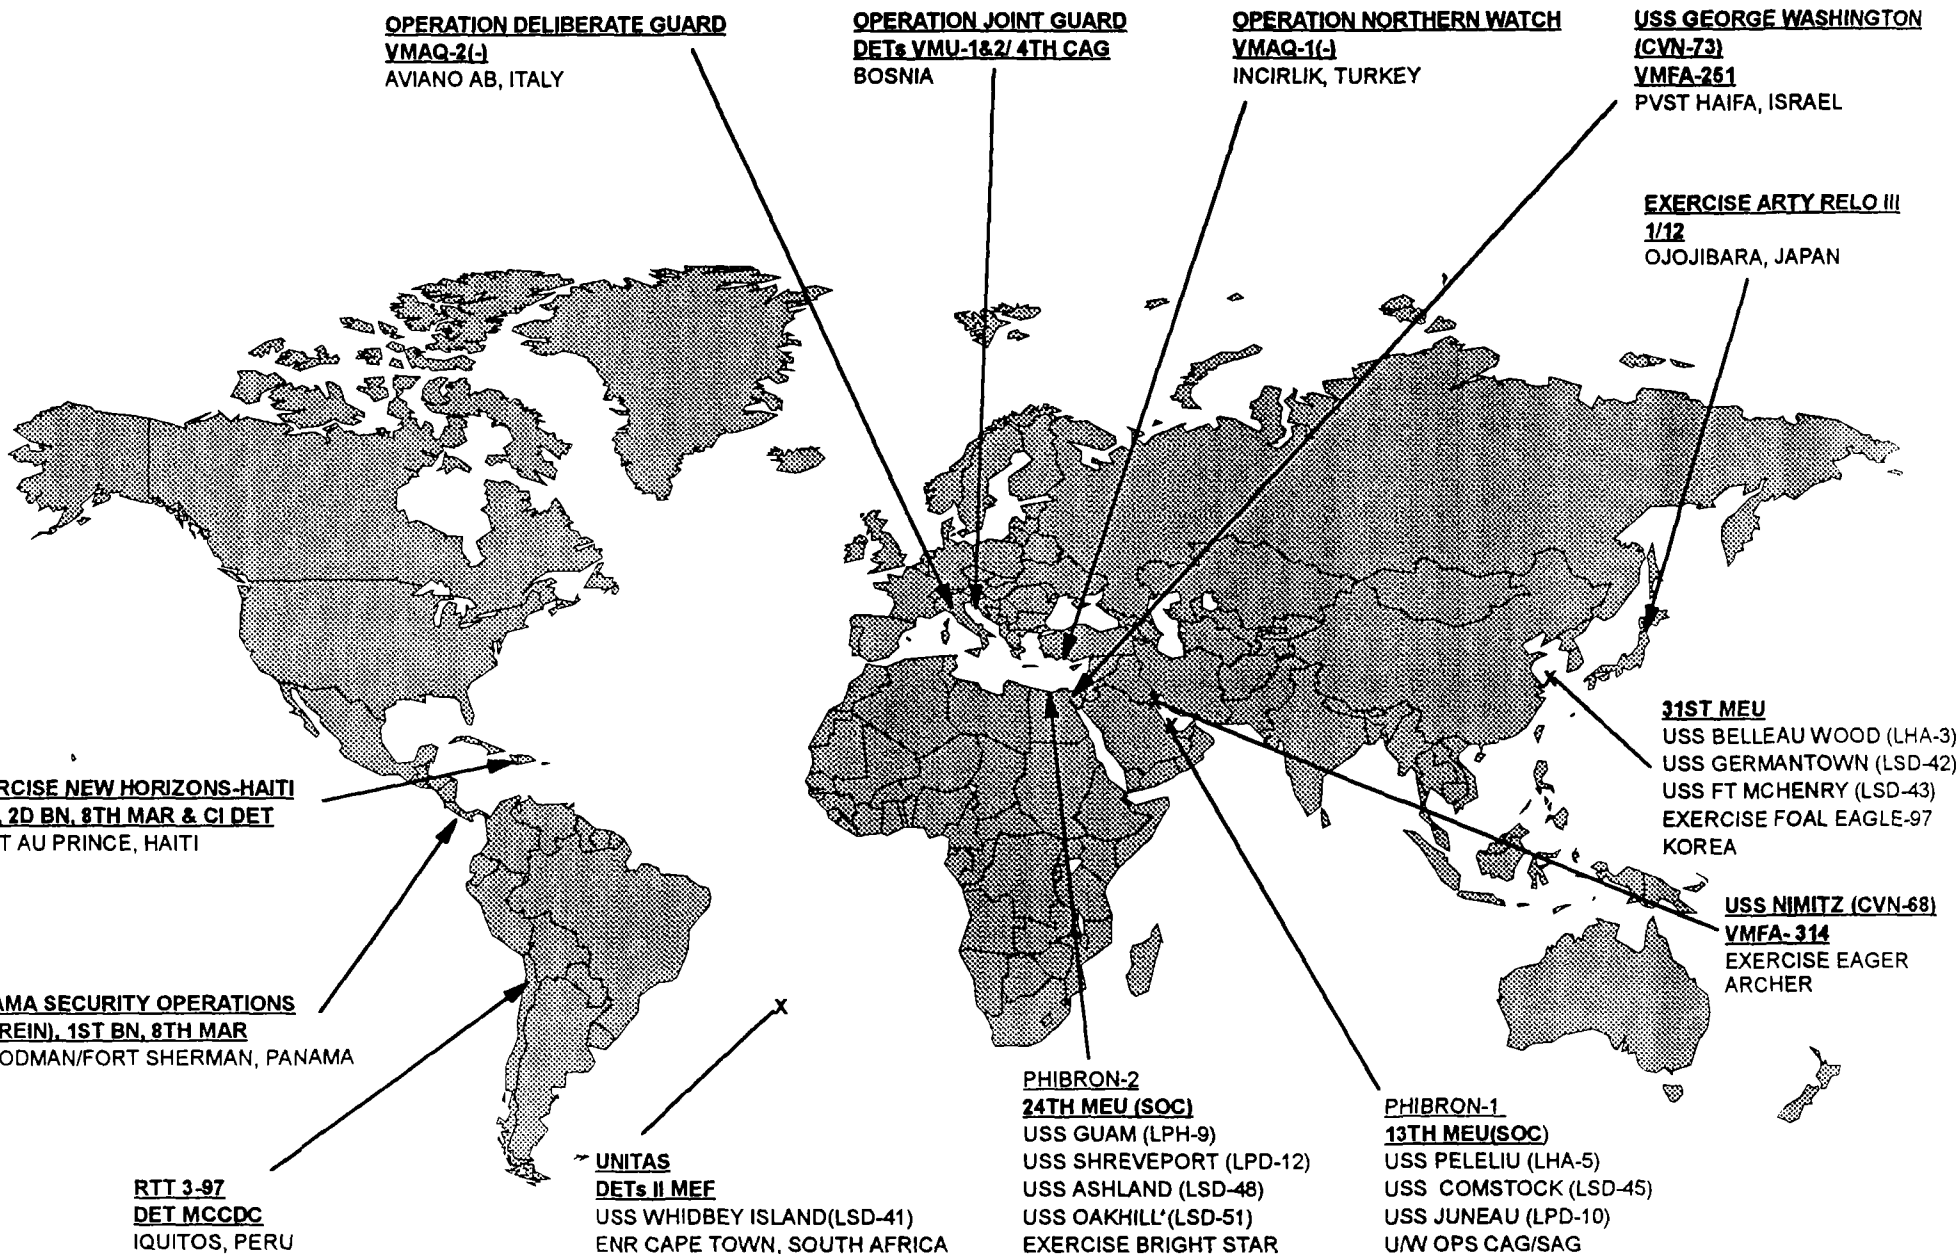 OPERATION DELIBERATE GUARD
VMAQ-2(-)
AVIANO AB, ITALY
OPERATION JOINT GUARD
DETs VMU-1&2/ 4TH CAG
BOSNIA
OPERATION NORTHERN WATCH
VMAQ-1(-)
INCIRLIK, TURKEY
USS GEORGE WASHINGTON
(CVN-73)
VMFA-251
PVST HAIFA, ISRAEL
EXERCISE ARTY RELO III
1/12
OJOJIBARA, JAPAN
31ST MEU
USS BELLEAU WOOD (LHA-3)
USS GERMANTOWN (LSD-42)
USS FT MCHENRY (LSD-43)
EXERCISE FOAL EAGLE-97
KOREA
ERCISE NEW HORIZONS-HAITI
, 2D BN, 8TH MAR & CI DET
T AU PRINCE, HAITI
USS NIMITZ (CVN-68)
VMFA- 314
EXERCISE EAGER
ARCHER
AMA SECURITY OPERATIONS
REIN), 1ST BN, 8TH MAR
ODMAN/FORT SHERMAN, PANAMA
X
RTT 3-97
DET MCCDC
IQUITOS, PERU
UNITAS
DETs II MEF
USS WHIDBEY ISLAND(LSD-41)
ENR CAPE TOWN, SOUTH AFRICA
PHIBRON-2
24TH MEU (SOC)
USS GUAM (LPH-9)
USS SHREVEPORT (LPD-12)
USS ASHLAND (LSD-48)
USS OAKHILL'(LSD-51)
EXERCISE BRIGHT STAR
PHIBRON-1
13TH MEU(SOC)
USS PELELIU (LHA-5)
USS COMSTOCK (LSD-45)
USS JUNEAU (LPD-10)
U/W OPS CAG/SAG